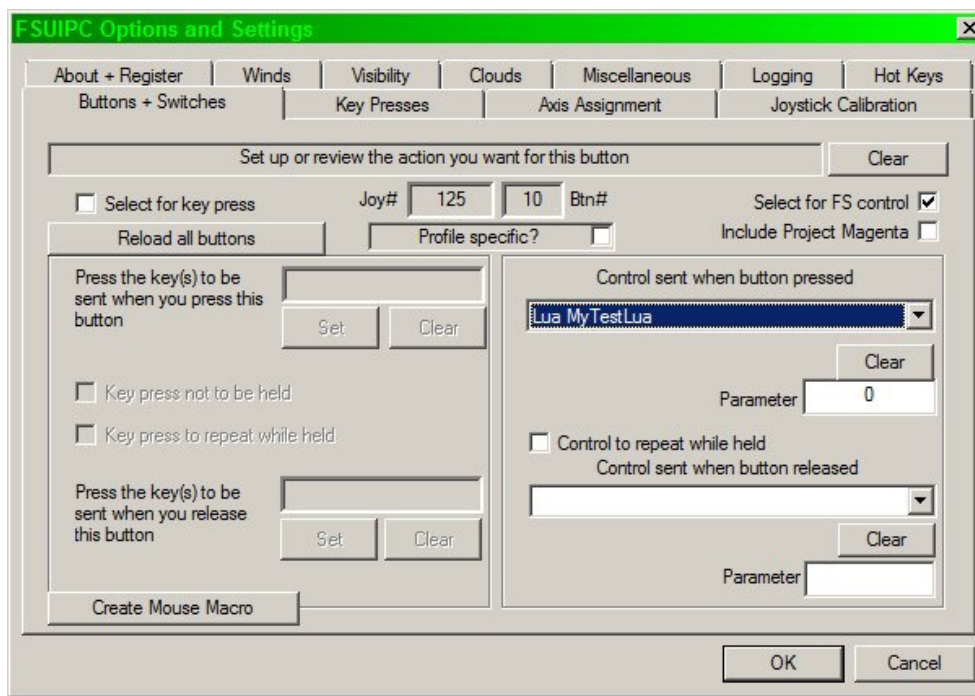 FSUIPC Options and Settings
About + Register Winds Visibility Clouds Miscellaneous Logging Hot Keys
Buttons + Switches Key Presses Axis Assignment Joystick Calibration
Set up or review the action you want for this button Clear
Select for key press Joy# 125 10 Btn# Select for FS control
Reload all buttons Profile specific? Include Project Magenta
Press the key(s) to be
sent when you press this
button
Set Clear
Key press not to be held
Key press to repeat while held
Press the key(s) to be
sent when you release
this button
Set Clear
Create Mouse Macro
Control sent when button pressed
Lua MyTestLua
Clear
Parameter 0
Control to repeat while held
Control sent when button released
Clear
Parameter
OK Cancel